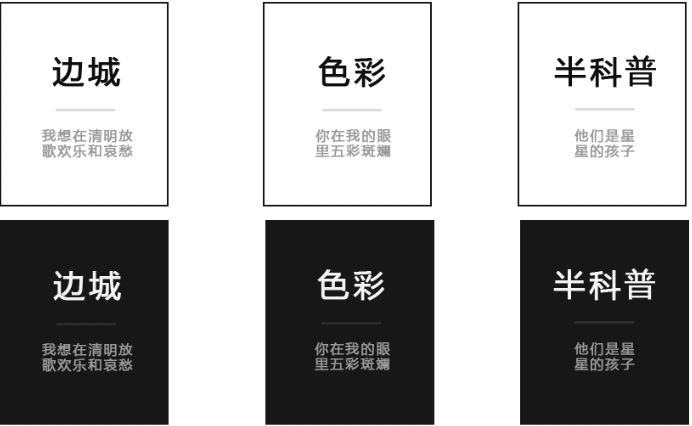 边城
我想在清明放
歌欢乐和哀愁
色彩
你在我的眼
里五彩斑斓
半科普
他们是星
星的孩子
边城
我想在清明放
歌欢乐和哀愁
色彩
你在我的眼
里五彩斑斓
半科普
他们是星
星的孩子